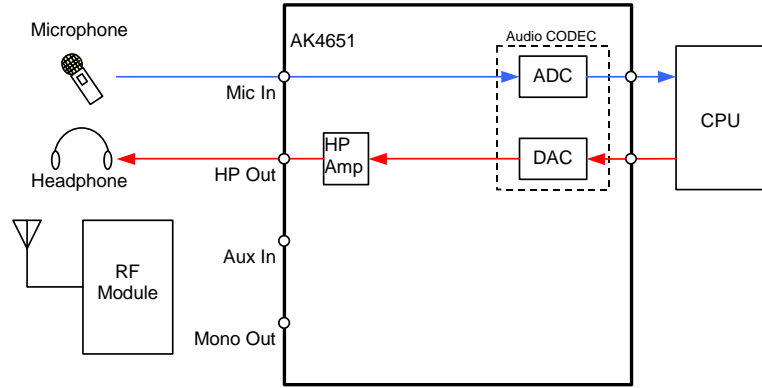 Microphone
AK4651
Audio CODEC
ADC
Mic In
CPU
HP
Amp
DAC
Headphone
HP Out
RF
Module
Aux In
Mono Out